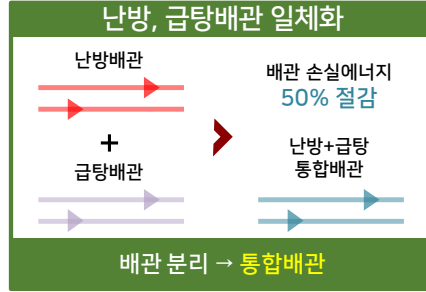 난방, 급탕배관 일체화
난방배관
+
급탕배관
배관 손실에너지
50% 절감
난방+급탕
통합배관
배관 분리 → 통합배관